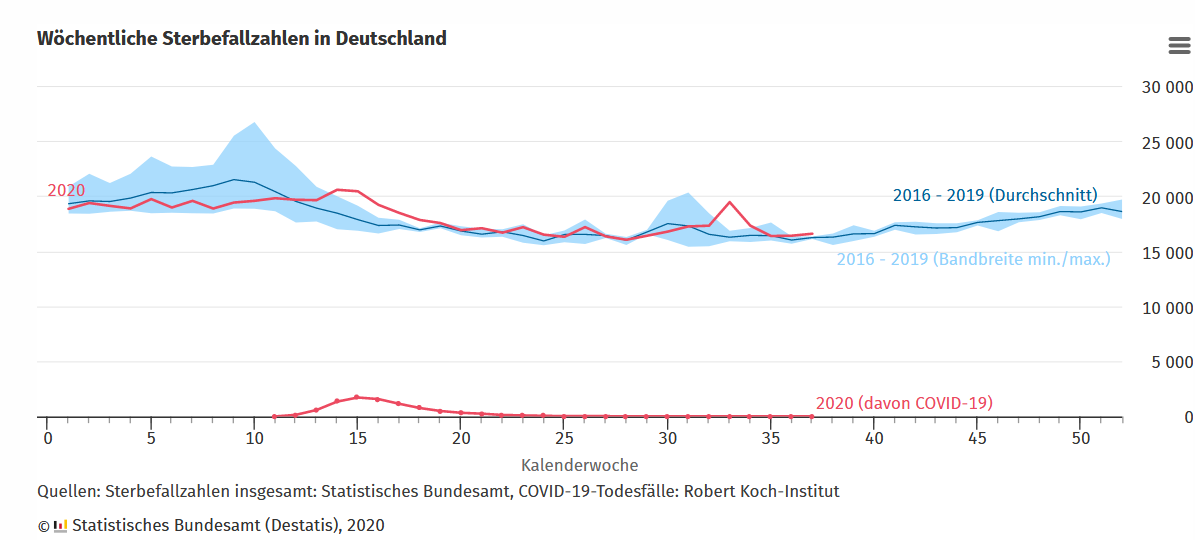 Wöchentliche Sterbefallzahlen in Deutschland
30 000
25 000
2020
2016 - 2019 (Durchschnitt)
20 000
15 000
2016 - 2019 (Bandbreite min./max.)
10 000
5 000
2020 (davon COVID-19)
0
0 5 10 15 20 25 30 35 40 45 50
Kalenderwoche
Quellen: Sterbefallzahlen insgesamt: Statistisches Bundesamt, COVID-19-Todesfälle: Robert Koch-Institut
© Statistisches Bundesamt (Destatis), 2020